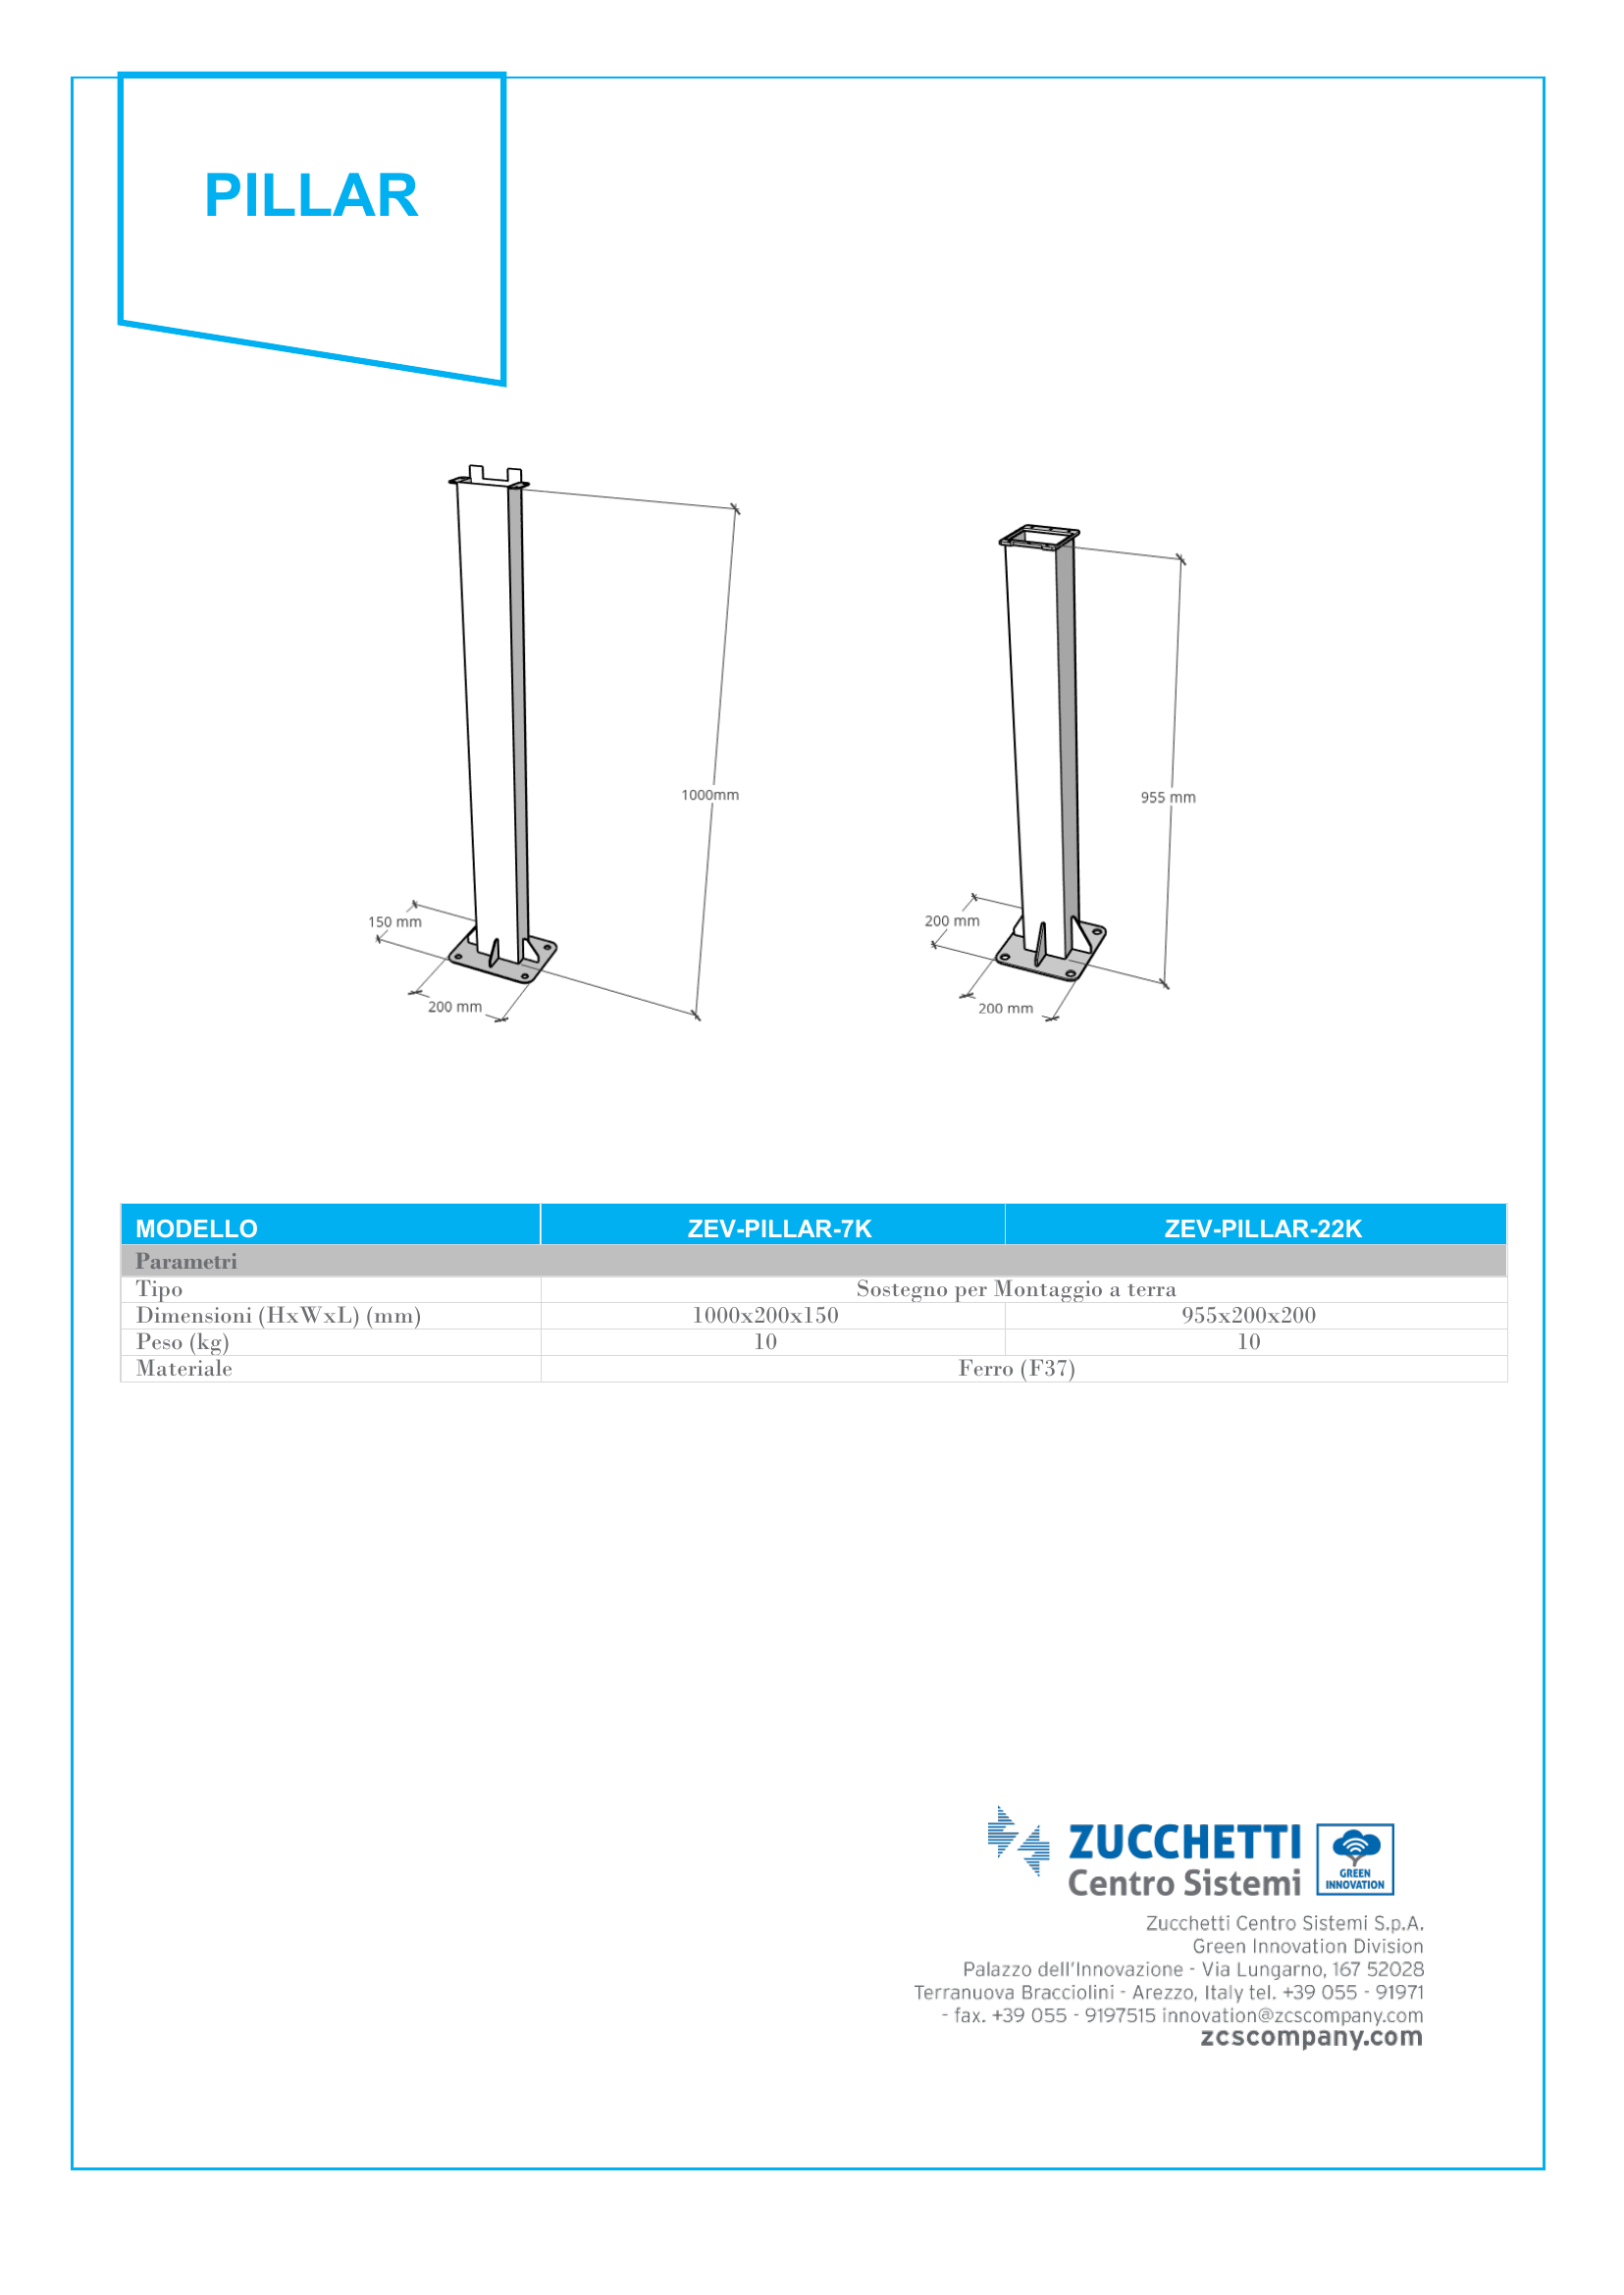 PILLAR
1000mm
150 mm
200 mm
955 mm
200 mm
200 mm
MODELLO ZEV-PILLAR-7K ZEV-PILLAR-22K
Parametri
Tipo Sostegno per Montaggio a terra
Dimensioni (HxWxL) (mm) 1000x200x150 955x200x200
Peso (kg) 10 10
Materiale Ferro (F37)
ZUCCHETTI
Centro Sistemi
GREEN
INNOVATION
Zucchetti Centro Sistemi S.p.A.
Green Innovation Division
Palazzo dell'Innovazione - Via Lungarno, 167 52028
Terranuova Bracciolini - Arezzo, Italy tel. +39 055 - 91971
- fax. +39 055 - 9197515 innovation@zcscompany.com
zcscompany.com